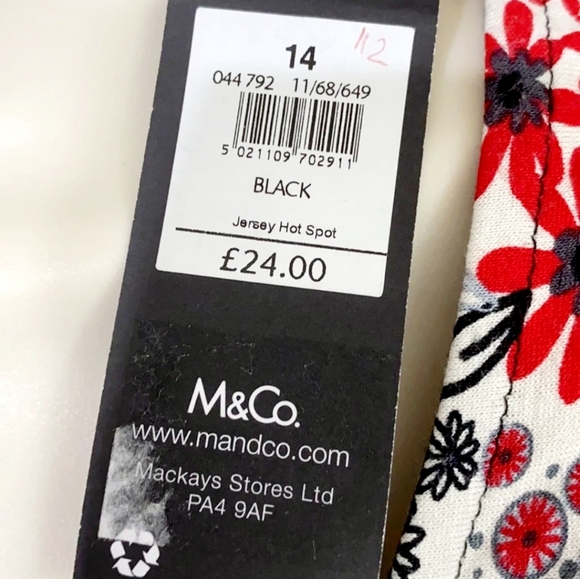 14
044 792 11/68/649
5 021109 702911
BLACK
Jersey Hot Spot
£24.00
M&Co.
www.mandco.com
Mackays Stores Ltd
PA4 9AF